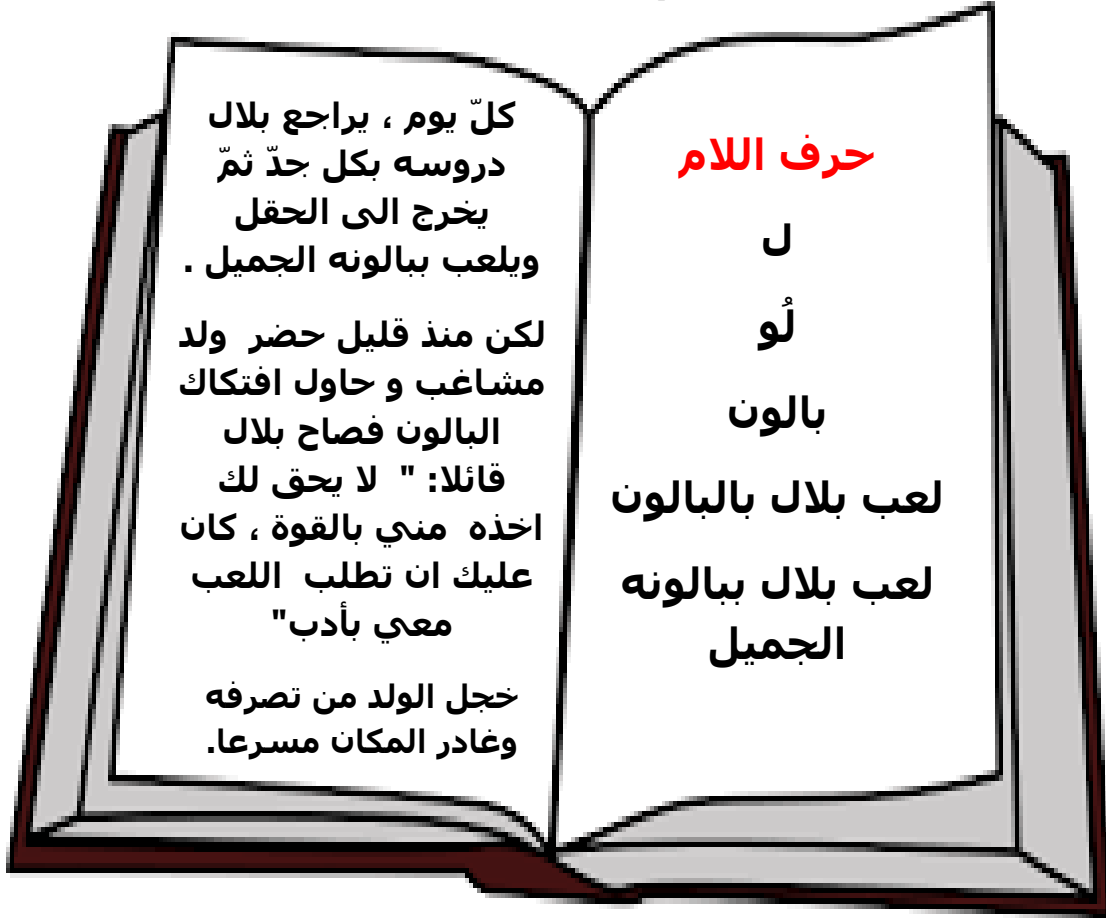 حرف اللام
ل
لُو
بالون
لعب بلال بالبالون
لعب بلال ببالونه
الجميل
كلّ يوم ، يراجع بلال
دروسه بكل جدّ ثمّ
يخرج الى الحقل
ويلعب ببالونه الجميل .
لكن منذ قليل حضر ولد
مشاغب و حاول افتكاك
البالون فصاح بلال
قائلا: " لا يحق لك
اخذه مني بالقوة ، كان
عليك ان تطلب اللعب
معي بأدب"
خجل الولد من تصرفه
وغادر المكان مسرعا.